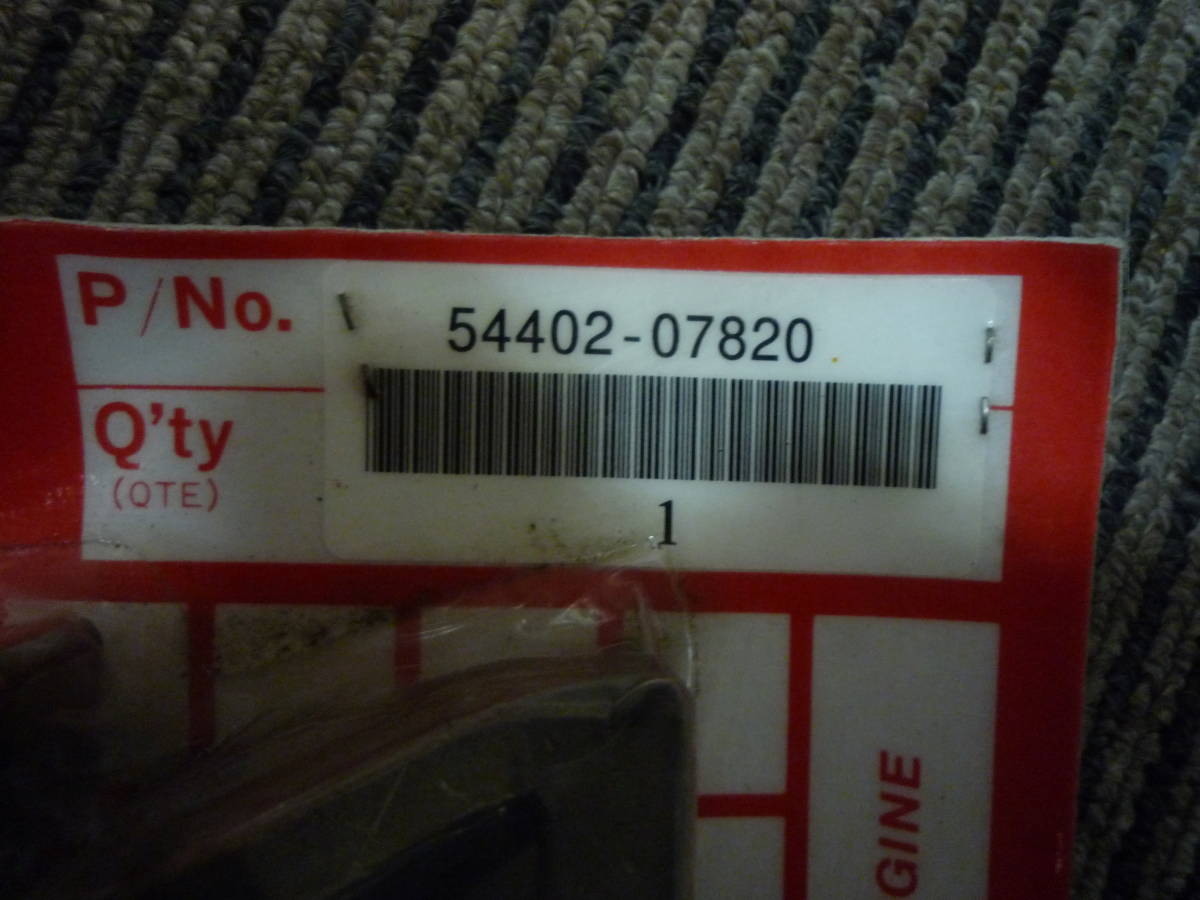 P/No.
54402-07820
Q'ty
(QTE)
1
GINE